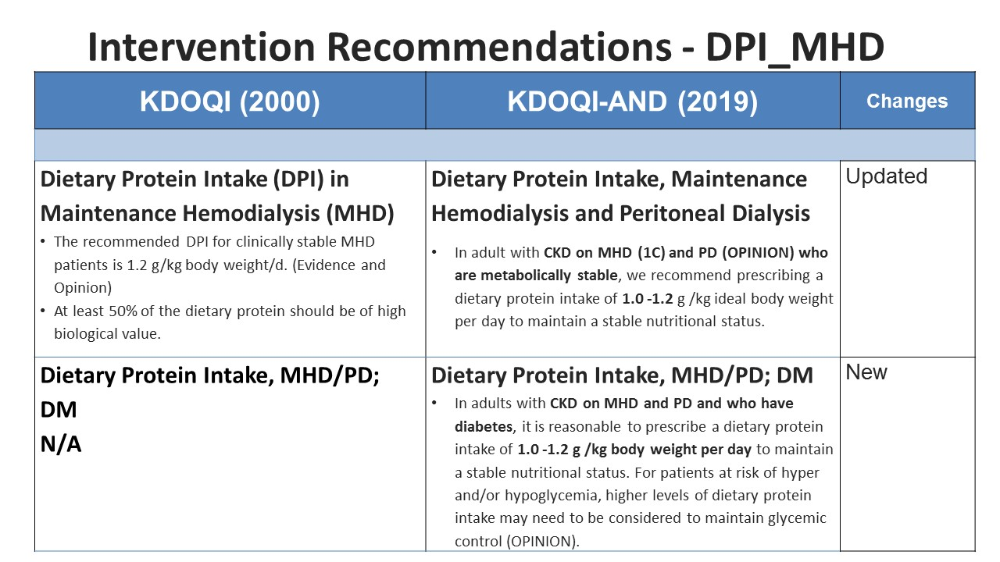 Intervention Recommendations - DPI_MHD
KDOQI (2000)
KDOQI-AND (2019)
Changes
Dietary Protein Intake (DPI) in
Maintenance Hemodialysis (MHD)
• The recommended DPI for clinically stable MHD
patients is 1.2 g/kg body weight/d. (Evidence and
Opinion)
• At least 50% of the dietary protein should be of high
biological value.
Dietary Protein Intake, Maintenance
Hemodialysis and Peritoneal Dialysis
• In adult with CKD on MHD (1C) and PD (OPINION) who
are metabolically stable, we recommend prescribing a
dietary protein intake of 1.0 -1.2 g /kg ideal body weight
per day to maintain a stable nutritional status.
Updated
Dietary Protein Intake, MHD/PD;
DM
N/A
Dietary Protein Intake, MHD/PD; DM
• In adults with CKD on MHD and PD and who have
diabetes, it is reasonable to prescribe a dietary protein
intake of 1.0 -1.2 g /kg body weight per day to maintain
a stable nutritional status. For patients at risk of hyper
and/or hypoglycemia, higher levels of dietary protein
intake may need to be considered to maintain glycemic
control (OPINION).
New